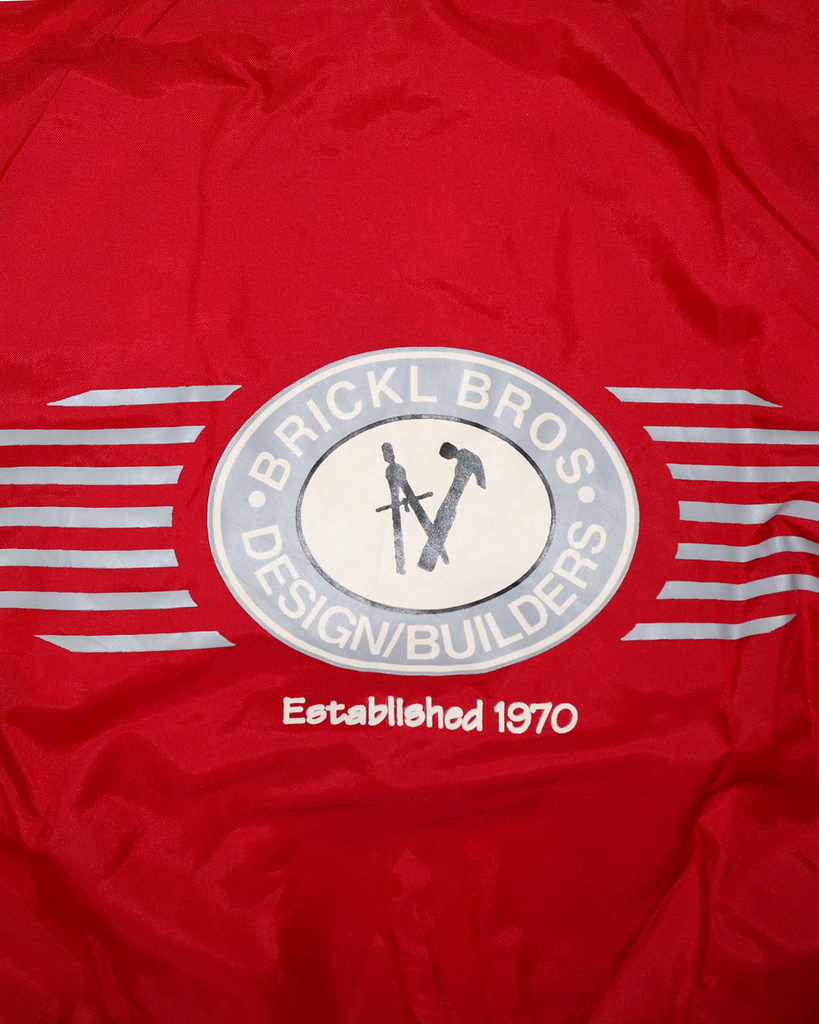 BRICKL BROS
DESIGN/BUILDERS
Established 1970